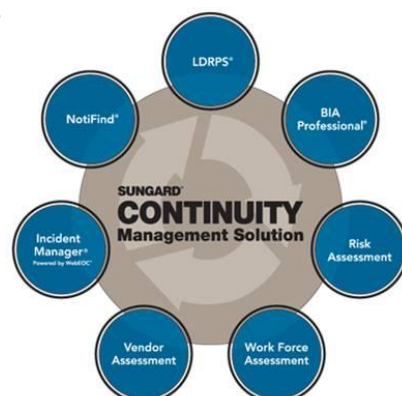 LDRPS®
BIA
Professional®
Risk
Assessment
Work Force
Assessment
Vendor
Assessment
Incident
Manager®
Powered by WebEOC®
NotiFind®
SUNGARD®
CONTINUITY
Management Solution